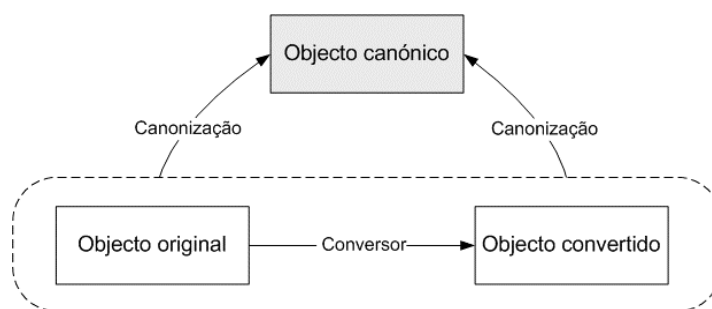 Objecto canónico
Canonização
Canonização
Objecto original
Conversor
Objecto convertido